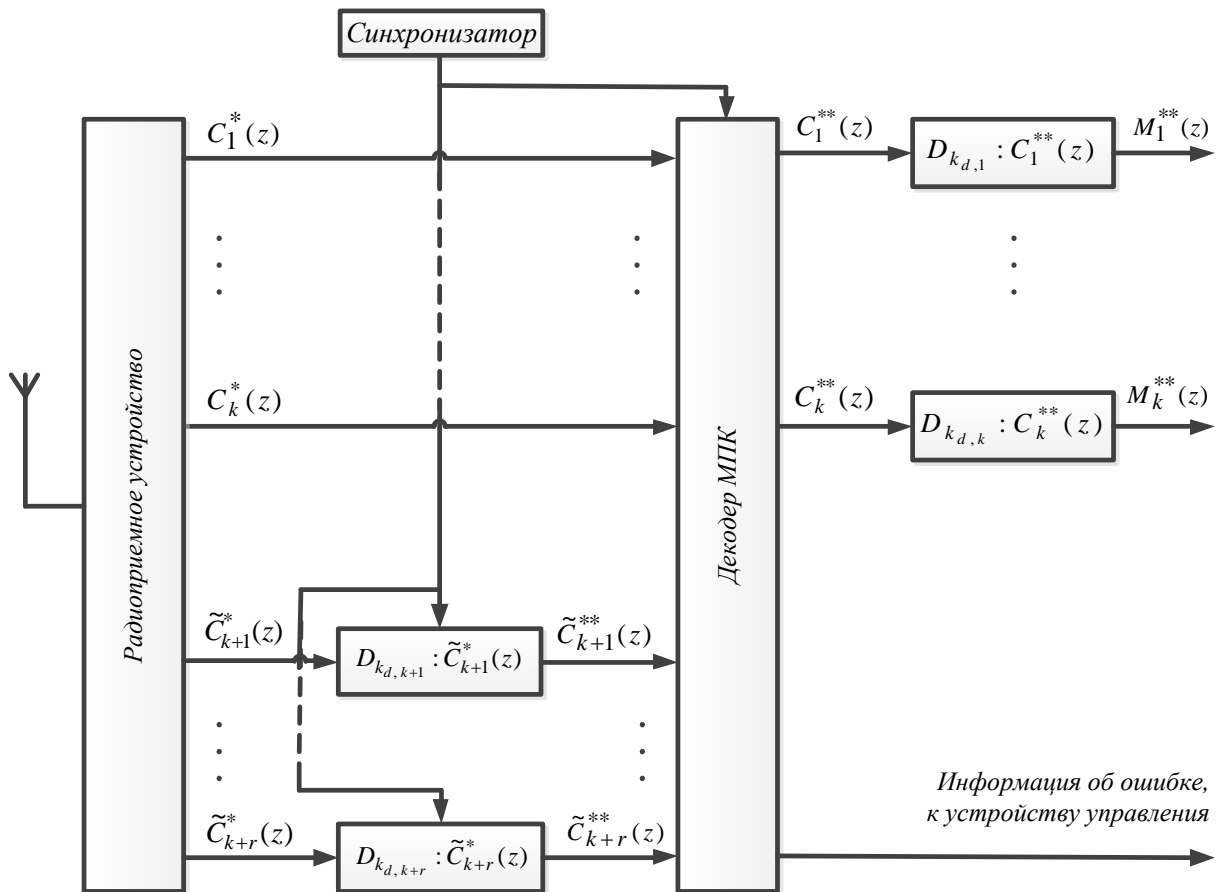 Синхронизатор
C_1^*(z)
C_1^{**}(z)
M_1^{**}(z)
D_{k_{d,1}} : C_1^{**}(z)
C_k^*(z)
C_k^{**}(z)
M_k^{**}(z)
D_{k_{d,k}} : C_k^{**}(z)
Радиоприемное устройство
Декодер МПК
\tilde{C}_{k+1}^*(z)
D_{k_{d,k+1}} : \tilde{C}_{k+1}^*(z)
\tilde{C}_{k+1}^{**}(z)
Информация об ошибке,
к устройству управления
\tilde{C}_{k+r}^*(z)
D_{k_{d,k+r}} : \tilde{C}_{k+r}^*(z)
\tilde{C}_{k+r}^{**}(z)